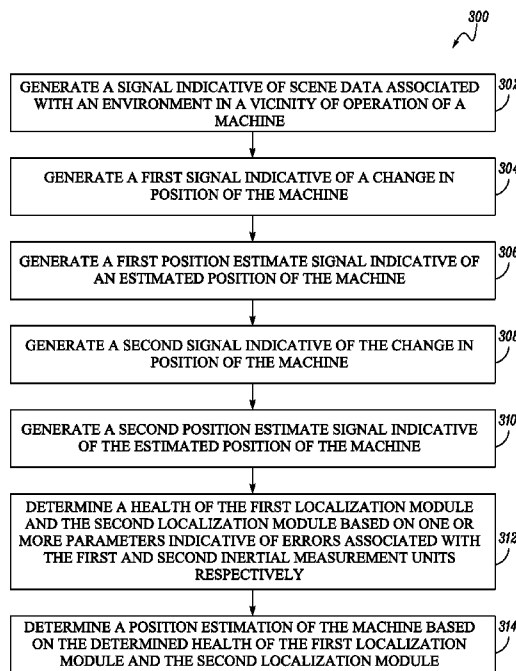 300
GENERATE A SIGNAL INDICATIVE OF SCENE DATA ASSOCIATED
WITH AN ENVIRONMENT IN A VICINITY OF OPERATION OF A
MACHINE
302
GENERATE A FIRST SIGNAL INDICATIVE OF A CHANGE IN
POSITION OF THE MACHINE
304
GENERATE A FIRST POSITION ESTIMATE SIGNAL INDICATIVE OF
AN ESTIMATED POSITION OF THE MACHINE
306
GENERATE A SECOND SIGNAL INDICATIVE OF THE CHANGE IN
POSITION OF THE MACHINE
308
GENERATE A SECOND POSITION ESTIMATE SIGNAL INDICATIVE
OF THE ESTIMATED POSITION OF THE MACHINE
310
DETERMINE A HEALTH OF THE FIRST LOCALIZATION MODULE
AND THE SECOND LOCALIZATION MODULE BASED ON ONE OR
MORE PARAMETERS INDICATIVE OF ERRORS ASSOCIATED WITH
THE FIRST AND SECOND INERTIAL MEASUREMENT UNITS
RESPECTIVELY
312
DETERMINE A POSITION ESTIMATION OF THE MACHINE BASED
ON THE DETERMINED HEALTH OF THE FIRST LOCALIZATION
MODULE AND THE SECOND LOCALIZATION MODULE
314